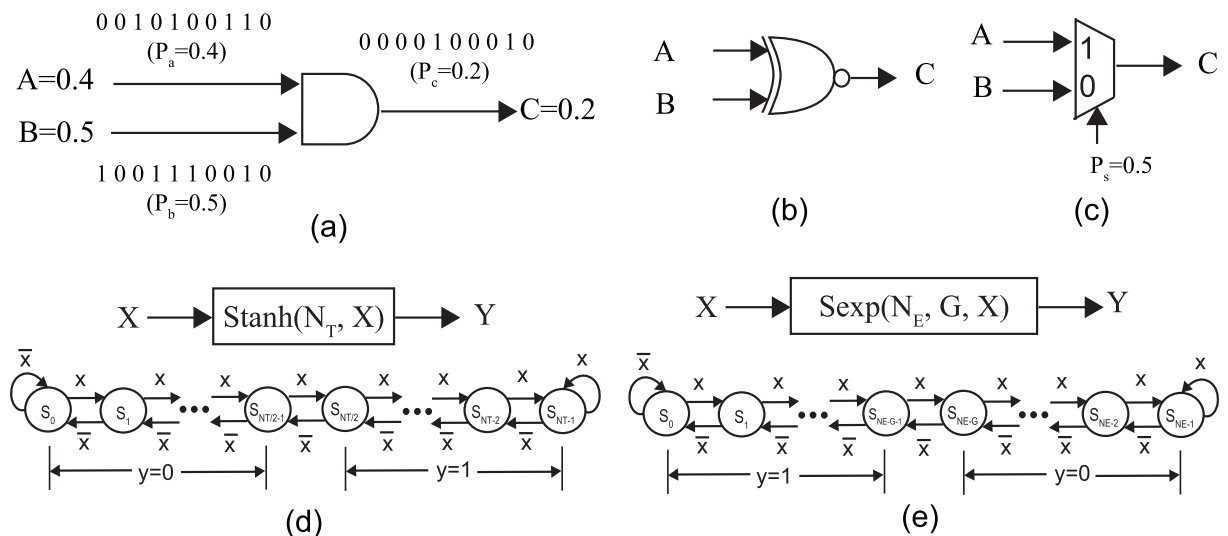 0 0 1 0 1 0 0 1 1 0
(Pa=0.4)
A=0.4
B=0.5
1 0 0 1 1 1 0 0 1 0
(Pb=0.5)
0 0 0 0 1 0 0 0 1 0
(Pc=0.2)
C=0.2
(a)
A
B
C
(b)
A
B
1
0
C
Ps=0.5
(c)
X
Stanh(NT, X)
Y
x̅ x x x x x x x x
S0 S1 ••• SNT/2-1 SNT/2 ••• SNT-2 SNT-1
x̅ x̅ x̅ x̅ x̅ x̅ x̅
y=0
y=1
(d)
X
Sexp(NE, G, X)
Y
x̅ x x x x x x x x
S0 S1 ••• SNE-G-1 SNE-G ••• SNE-2 SNE-1
x̅ x̅ x̅ x̅ x̅ x̅ x̅
y=1
y=0
(e)